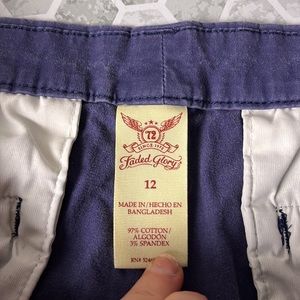 72
SINCE 1972
Faded Glory
12
MADE IN/HECHO EN
BANGLADESH
97% COTTON/
ALGODÓN
3% SPANDEX